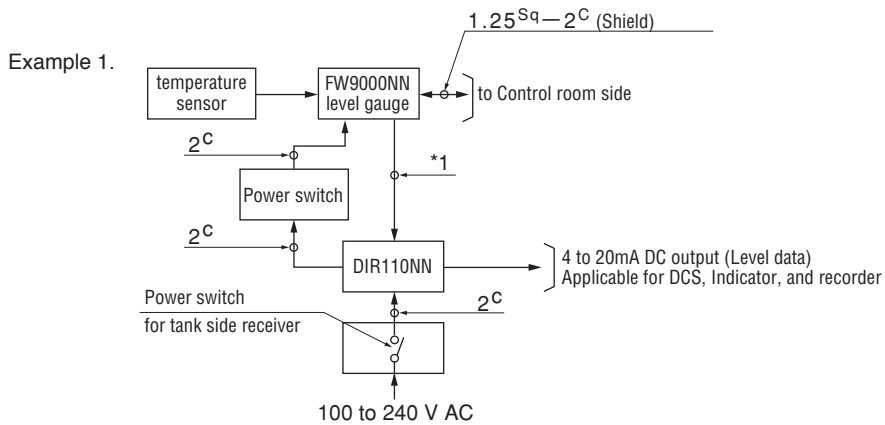 1.25Sq—2C (Shield)
Example 1.
temperature
sensor
FW9000NN
level gauge
to Control room side
2C
*1
Power switch
2C
DIR110NN
4 to 20mA DC output (Level data)
Applicable for DCS, Indicator, and recorder
Power switch
for tank side receiver
2C
100 to 240 V AC